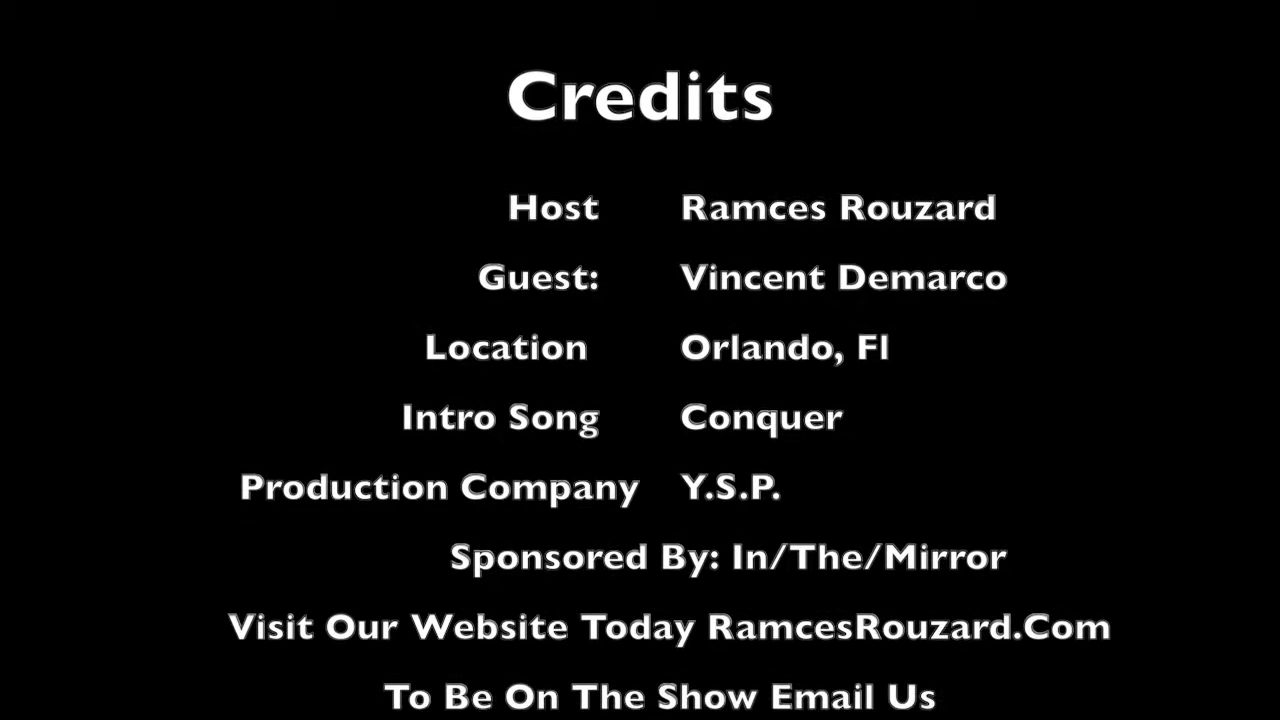 Credits
Host Ramces Rouzard
Guest: Vincent Demarco
Location Orlando, Fl
Intro Song Conquer
Production Company Y.S.P.
Sponsored By: In/The/Mirror
Visit Our Website Today RamcesRouzard.Com
To Be On The Show Email Us